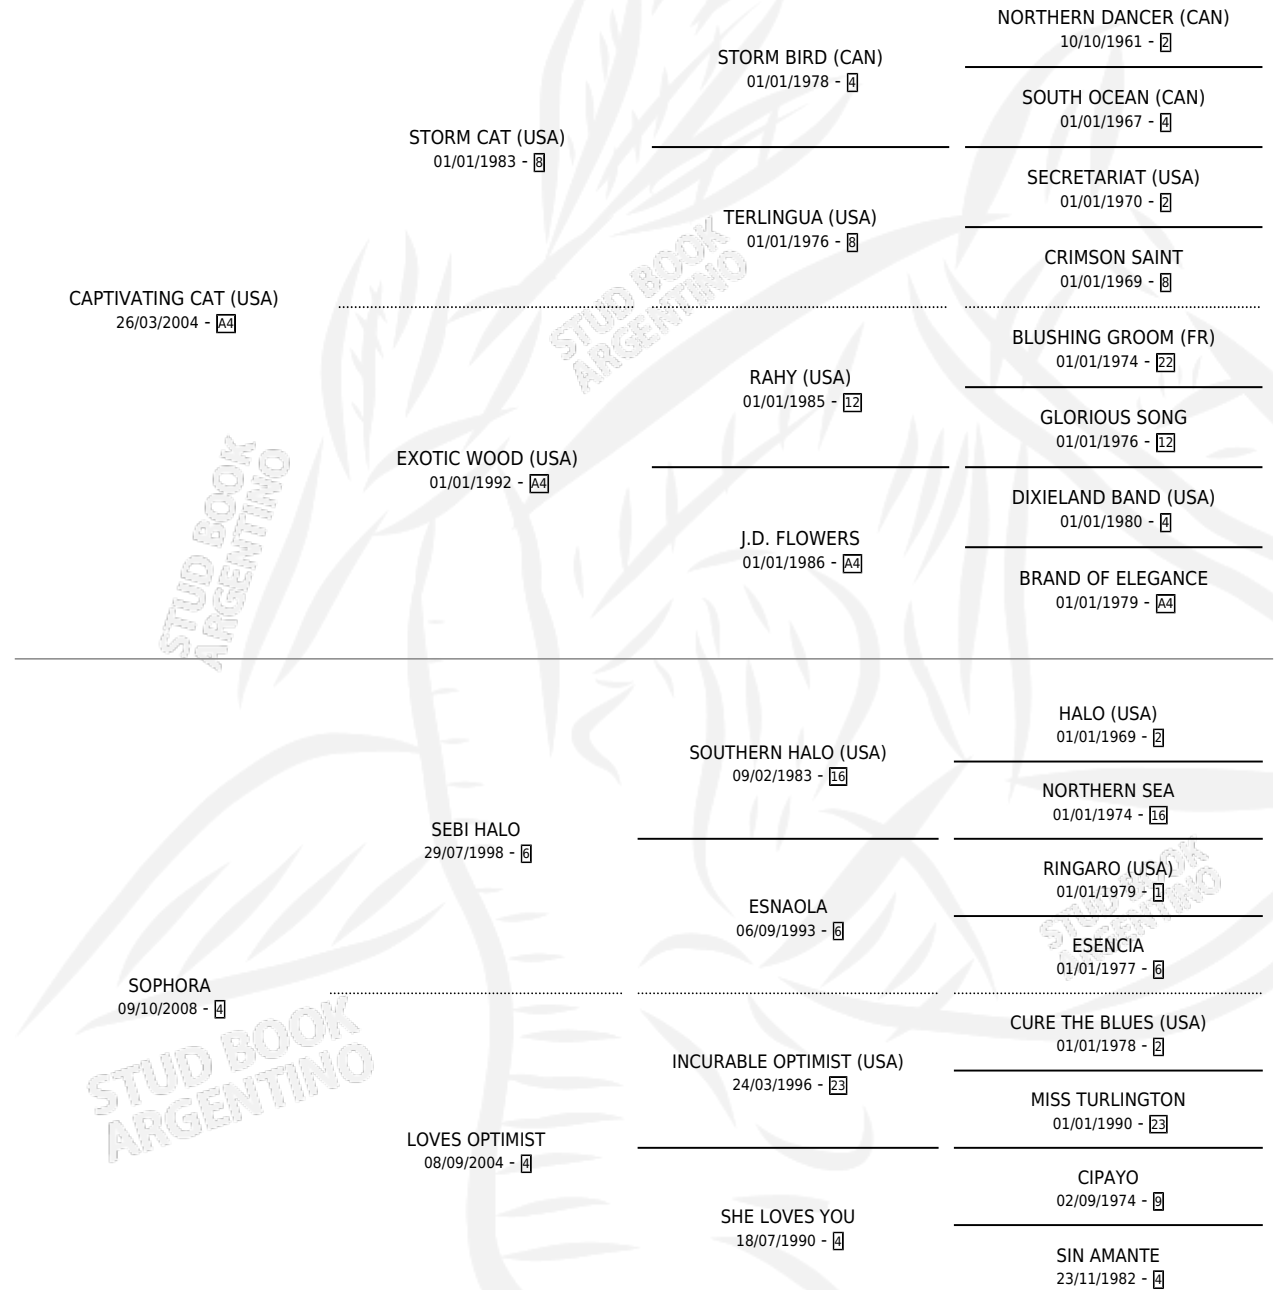 NORTHERN DANCER (CAN)
10/10/1961 - 2
STORM BIRD (CAN)
01/01/1978 - 4
SOUTH OCEAN (CAN)
01/01/1967 - 4
STORM CAT (USA)
01/01/1983 - 8
SECRETARIAT (USA)
01/01/1970 - 2
TERLINGUA (USA)
01/01/1976 - 8
CRIMSON SAINT
01/01/1969 - 8
CAPTIVATING CAT (USA)
26/03/2004 - A4
STUD BOOK
ARGENTINO
BLUSHING GROOM (FR)
01/01/1974 - 22
RAHY (USA)
01/01/1985 - 12
GLORIOUS SONG
01/01/1976 - 12
EXOTIC WOOD (USA)
01/01/1992 - A4
DIXIELAND BAND (USA)
01/01/1980 - 4
J.D. FLOWERS
01/01/1986 - A4
BRAND OF ELEGANCE
01/01/1979 - A4
STUD BOOK
ARGENTINO
HALO (USA)
01/01/1969 - 2
SOUTHERN HALO (USA)
09/02/1983 - 16
NORTHERN SEA
01/01/1974 - 16
SEBI HALO
29/07/1998 - 6
RINGARO (USA)
01/01/1979 - 1
ESNAOLA
06/09/1993 - 6
ESENCIA
01/01/1977 - 6
STUD BOOK
ARGENTINO
SOPHORA
09/10/2008 - 4
CURE THE BLUES (USA)
01/01/1978 - 2
INCURABLE OPTIMIST (USA)
24/03/1996 - 23
MISS TURLINGTON
01/01/1990 - 23
STUD BOOK
ARGENTINO
LOVES OPTIMIST
08/09/2004 - 4
CIPAYO
02/09/1974 - 9
SHE LOVES YOU
18/07/1990 - 4
SIN AMANTE
23/11/1982 - 4